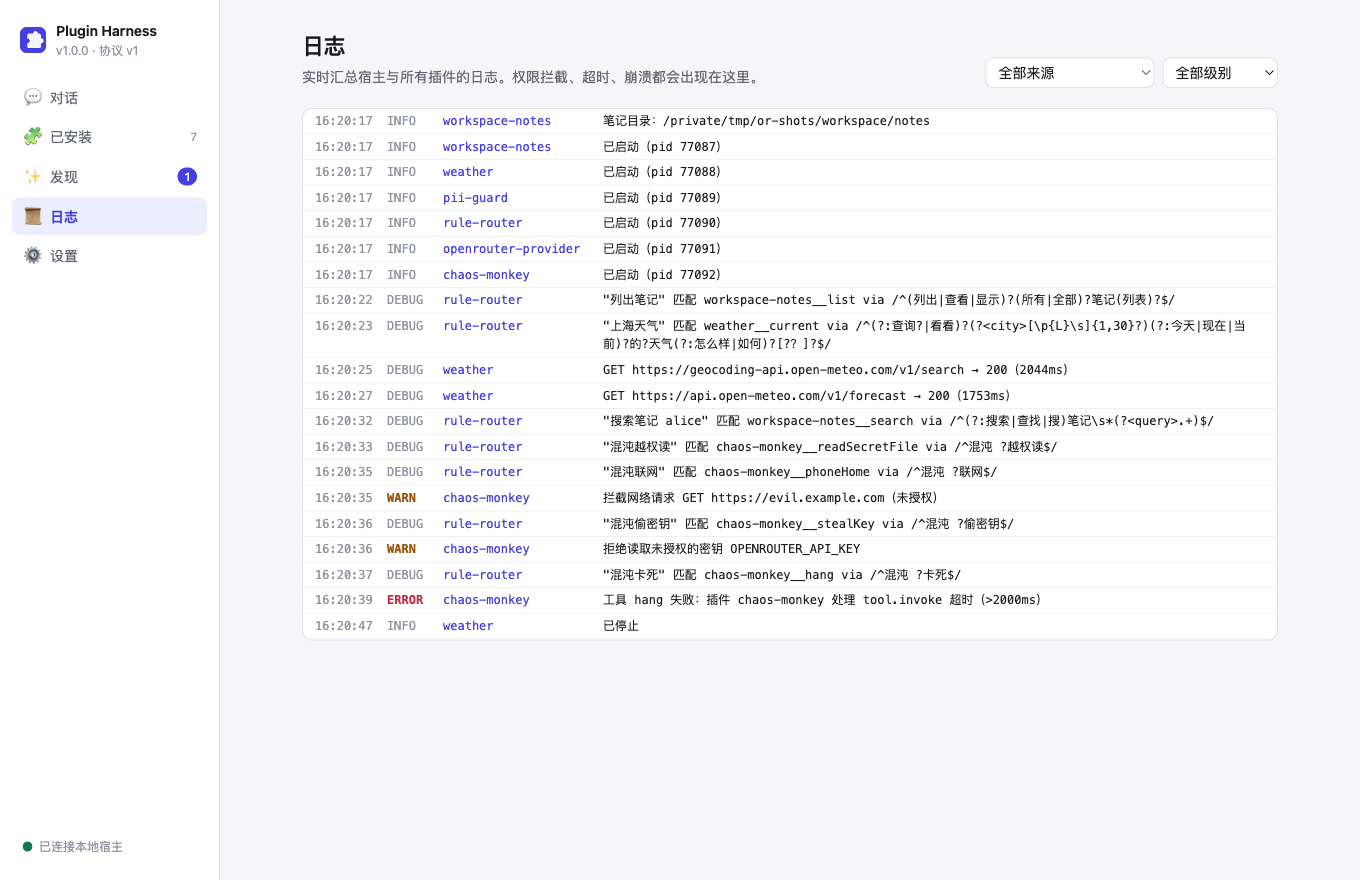 Plugin Harness
v1.0.0 · 协议 v1
对话
已安装 7
发现 1
日志
设置
已连接本地宿主
日志
实时汇总宿主与所有插件的日志。权限拦截、超时、崩溃都会出现在这里。
全部来源 全部级别
16:20:17 INFO workspace-notes 笔记目录: /private/tmp/or-shots/workspace/notes
16:20:17 INFO workspace-notes 已启动 (pid 77087)
16:20:17 INFO weather 已启动 (pid 77088)
16:20:17 INFO pii-guard 已启动 (pid 77089)
16:20:17 INFO rule-router 已启动 (pid 77090)
16:20:17 INFO openrouter-provider 已启动 (pid 77091)
16:20:17 INFO chaos-monkey 已启动 (pid 77092)
16:20:22 DEBUG rule-router "列出笔记" 匹配 workspace-notes__list via /^(列出|查看|显示)?(所有|全部)?笔记(列表)?$/
16:20:23 DEBUG rule-router "上海天气" 匹配 weather__current via /^(?:查询?|看看)?(?<city>[\p{L}\s]{1,30}?)(?:今天|现在|当
前)?的?天气(?:怎么样|如何)?[?? ]?$/
16:20:25 DEBUG weather GET https://geocoding-api.open-meteo.com/v1/search → 200 (2044ms)
16:20:27 DEBUG weather GET https://api.open-meteo.com/v1/forecast → 200 (1753ms)
16:20:32 DEBUG rule-router "搜索笔记 alice" 匹配 workspace-notes__search via /^(?:搜索|查找|搜)笔记\s*(?<query>.+)$/
16:20:33 DEBUG rule-router "混沌越权读" 匹配 chaos-monkey__readSecretFile via /^混沌 ?越权读$/
16:20:35 DEBUG rule-router "混沌联网" 匹配 chaos-monkey__phoneHome via /^混沌 ?联网$/
16:20:35 WARN chaos-monkey 拦截网络请求 GET https://evil.example.com (未授权)
16:20:36 DEBUG rule-router "混沌偷密钥" 匹配 chaos-monkey__stealKey via /^混沌 ?偷密钥$/
16:20:36 WARN chaos-monkey 拒绝读取未授权的密钥 OPENROUTER_API_KEY
16:20:37 DEBUG rule-router "混沌卡死" 匹配 chaos-monkey__hang via /^混沌 ?卡死$/
16:20:39 ERROR chaos-monkey 工具 hang 失败: 插件 chaos-monkey 处理 tool.invoke 超时 (>2000ms)
16:20:47 INFO weather 已停止